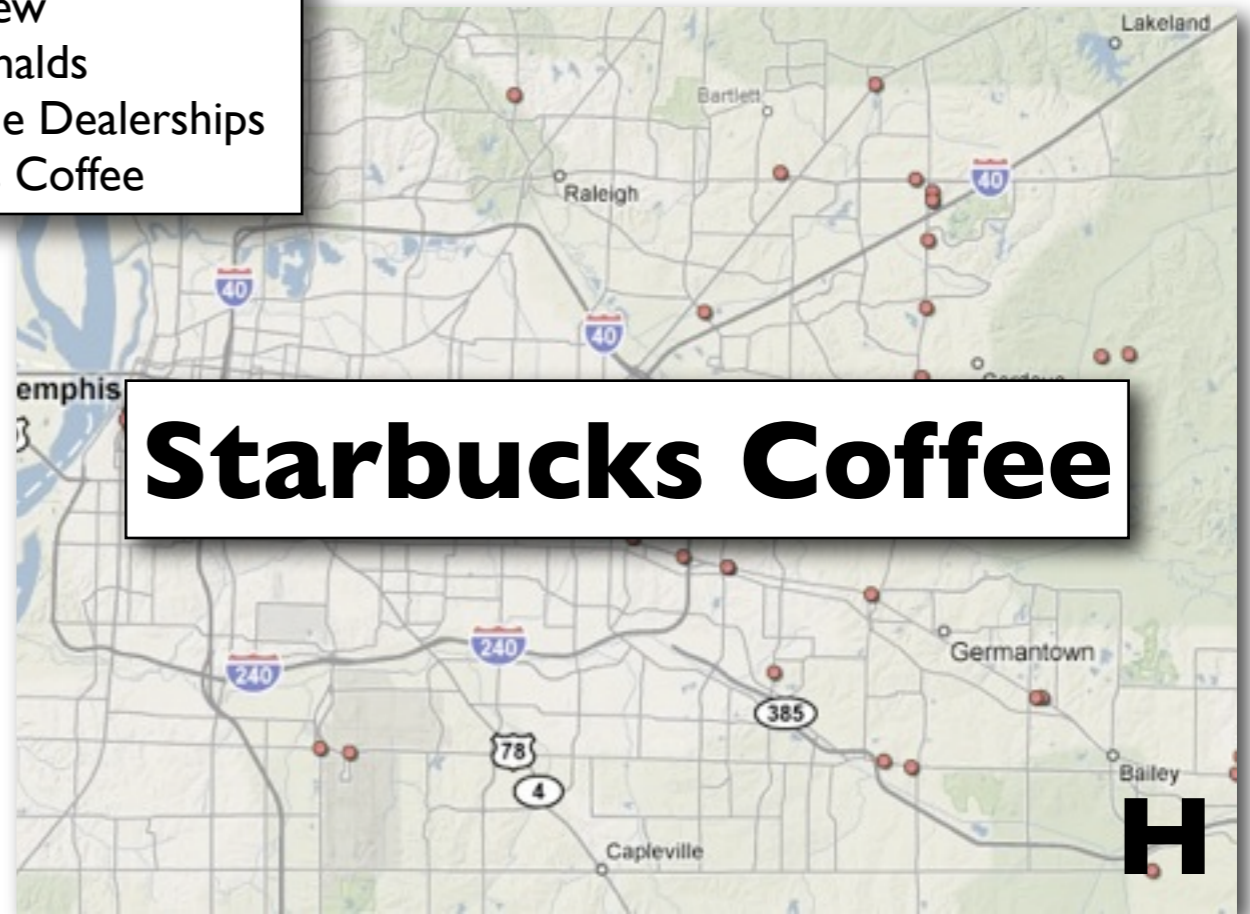 ew
nalds
e Dealerships
Coffee
Lakeland
Bartlett
40
Raleigh
40
40
emphis
Starbucks Coffee
240
Germantown
240
385
78
Bailey
4
H
Capleville